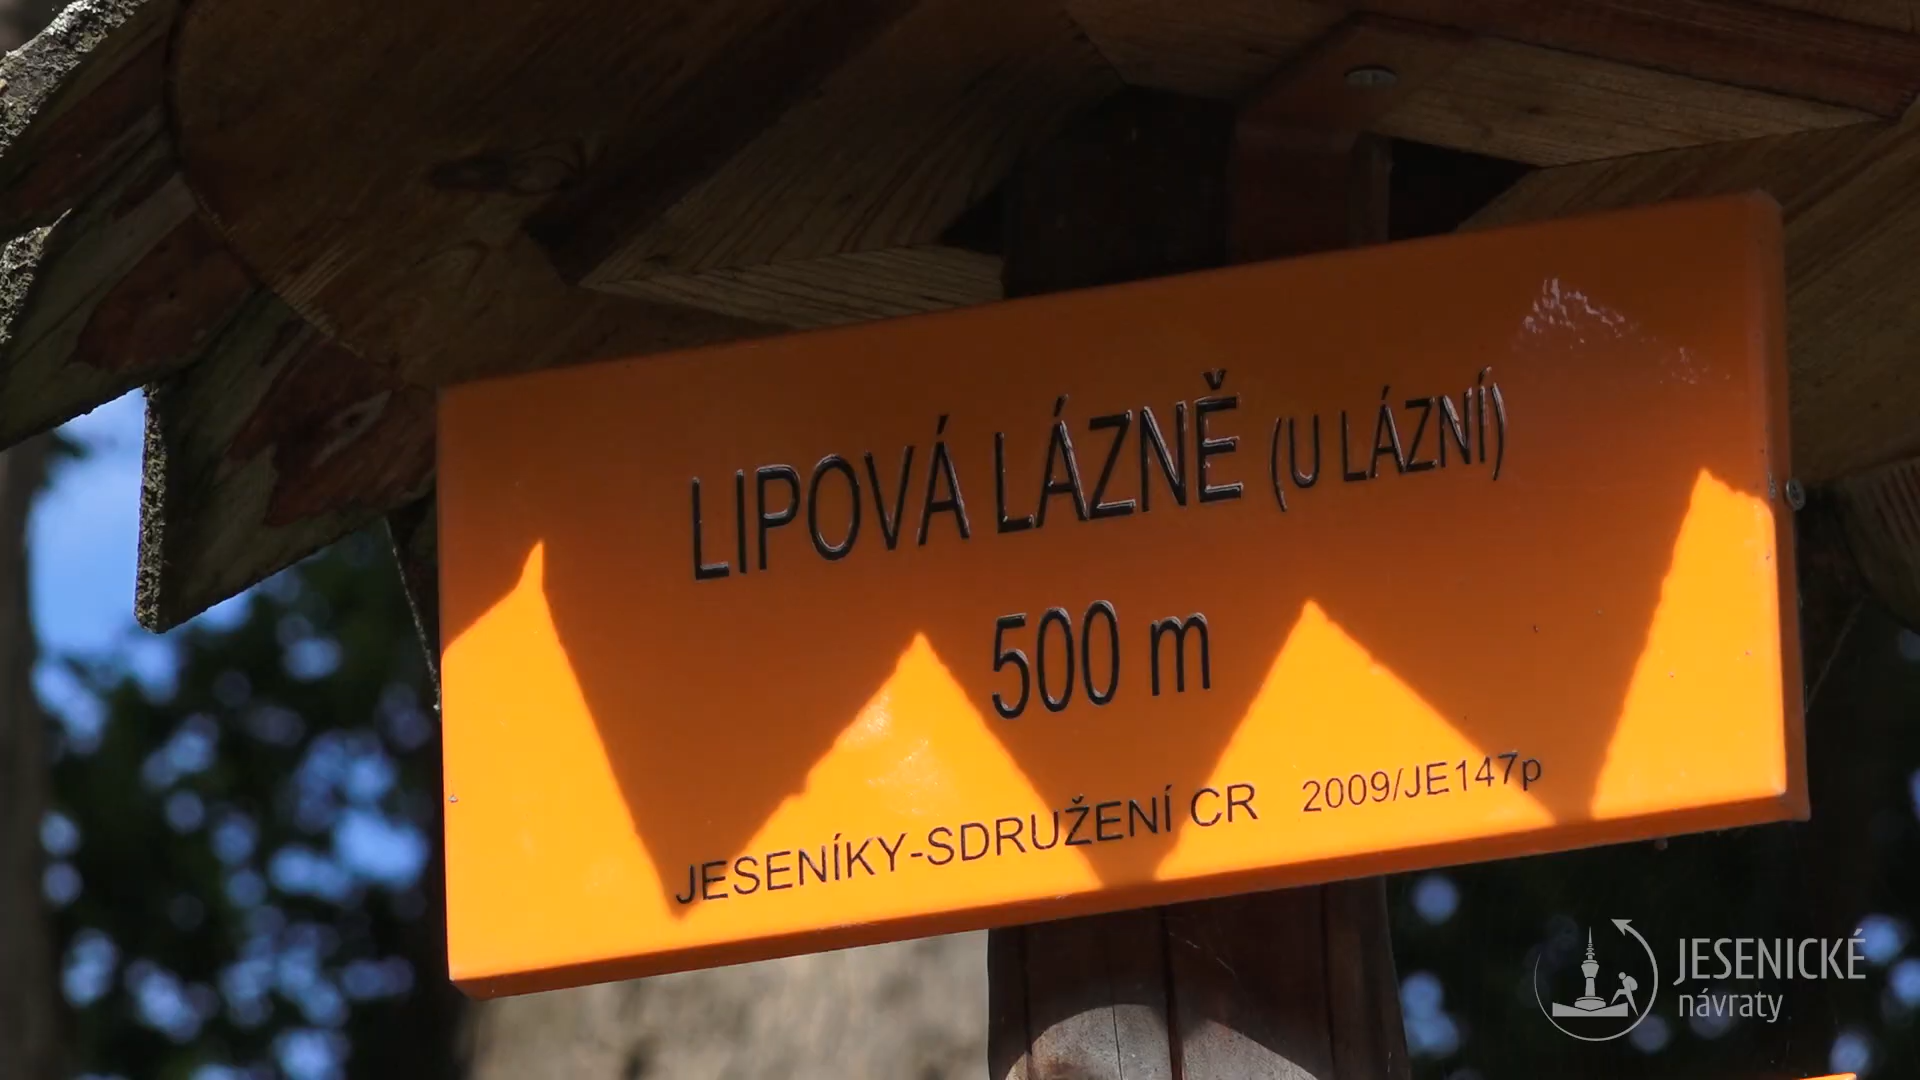 LIPOVÁ LÁZNĚ (U LÁZNÍ)
500 m
JESENÍKY-SDRUŽENÍ CR 2009/JE147p
JESENICKÉ
návraty